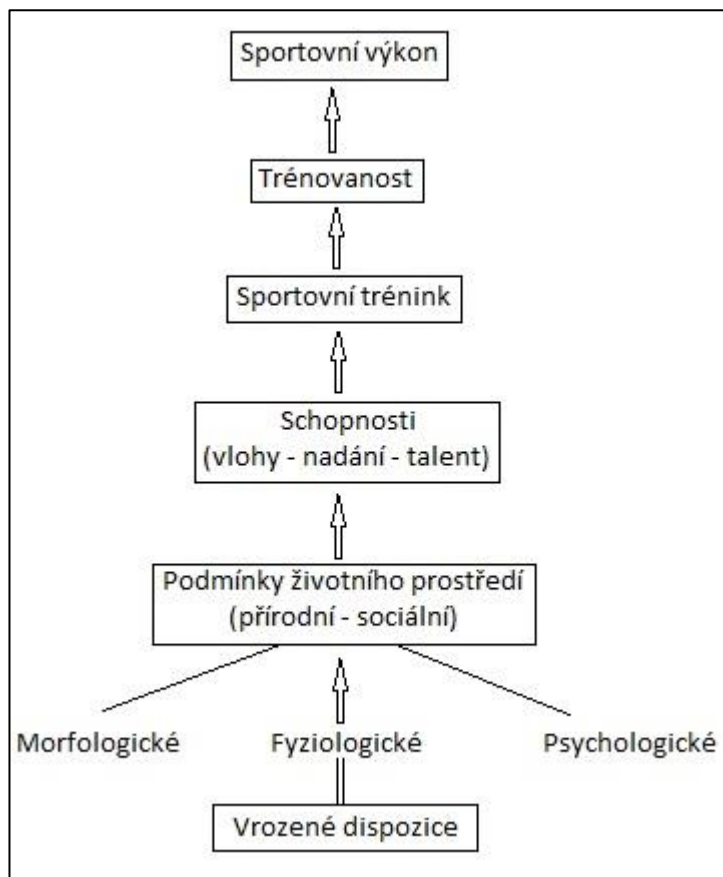 Sportovní výkon
Trénovanost
Sportovní trénink
Schopnosti
(vlohy - nadání - talent)
Podmínky životního prostředí
(přírodní - sociální)
Morfologické
Fyziologické
Psychologické
Vrozené dispozice